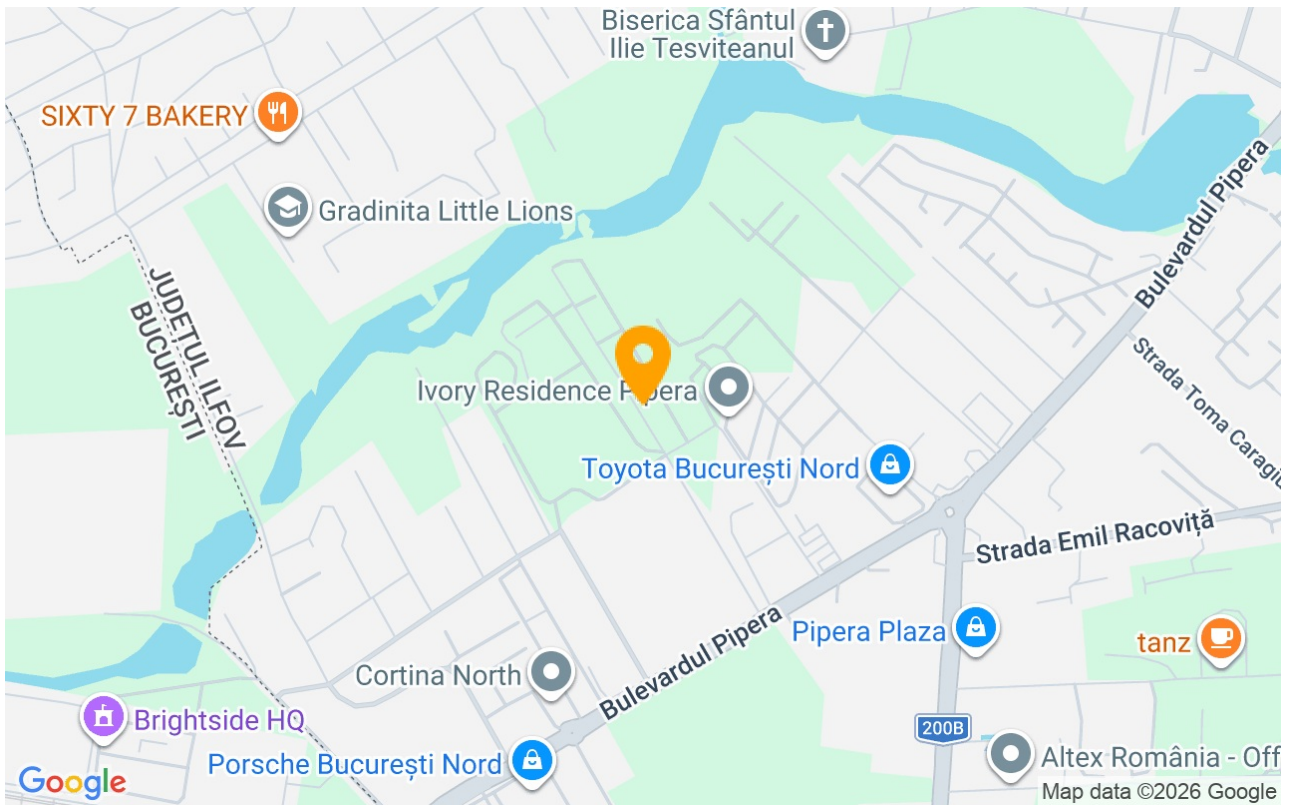 Biserica Sfântul
Ilie Tesviteanul
SIXTY 7 BAKERY
Bulevardul Pipera
Gradinita Little Lions
JUDEȚUL ILFOV
BUCUREȘTI
Strada Toma Caragiu
Ivory Residence Pipera
Toyota București Nord
Strada Emil Racoviță
Pipera Plaza
tanz
Bulevardul Pipera
Cortina North
Brightside HQ
200B
Porsche București Nord
Altex România - Off
Google
Map data ©2026 Google